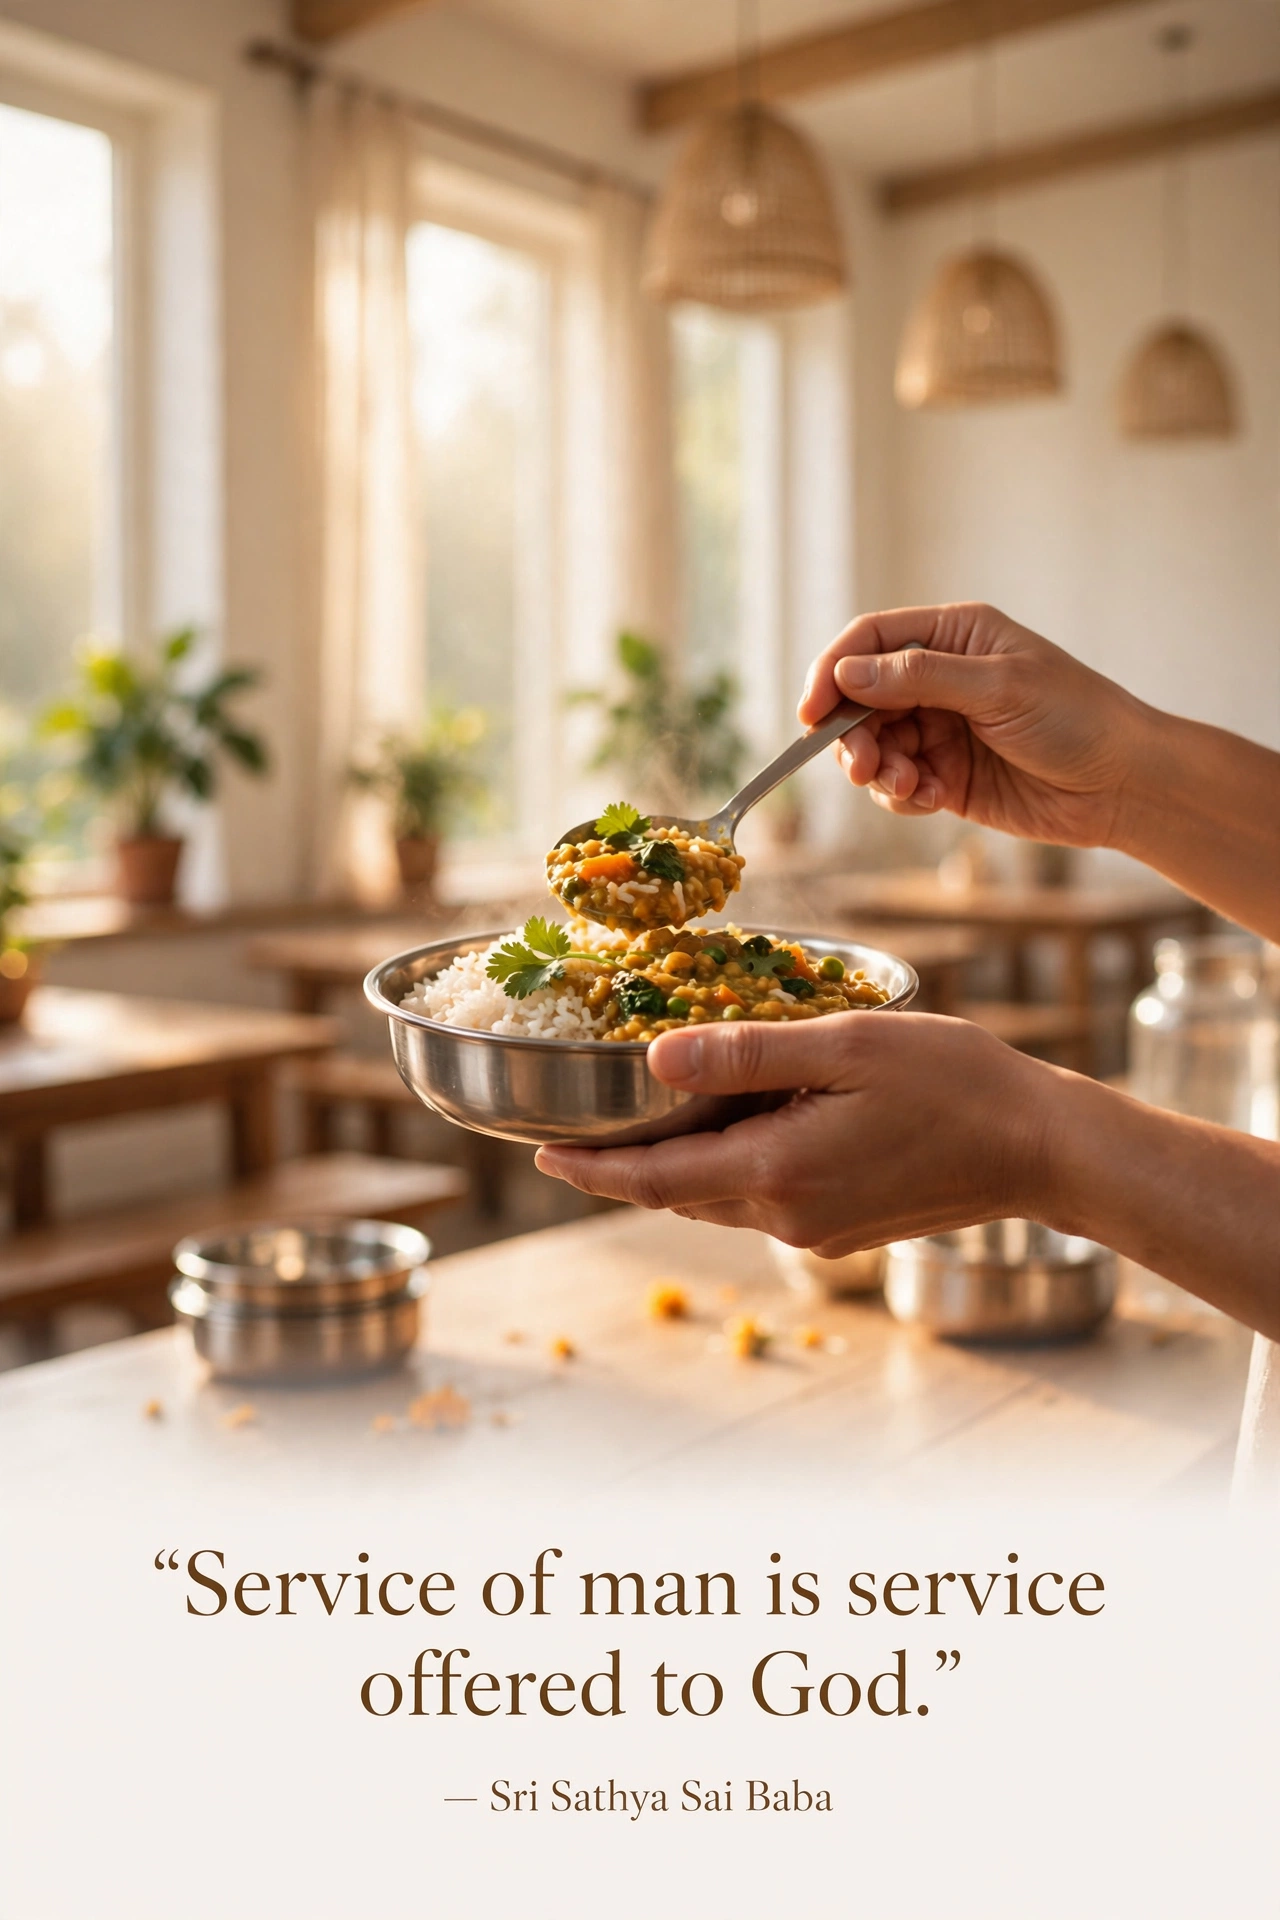 “Service of man is service
offered to God.”
— Sri Sathya Sai Baba